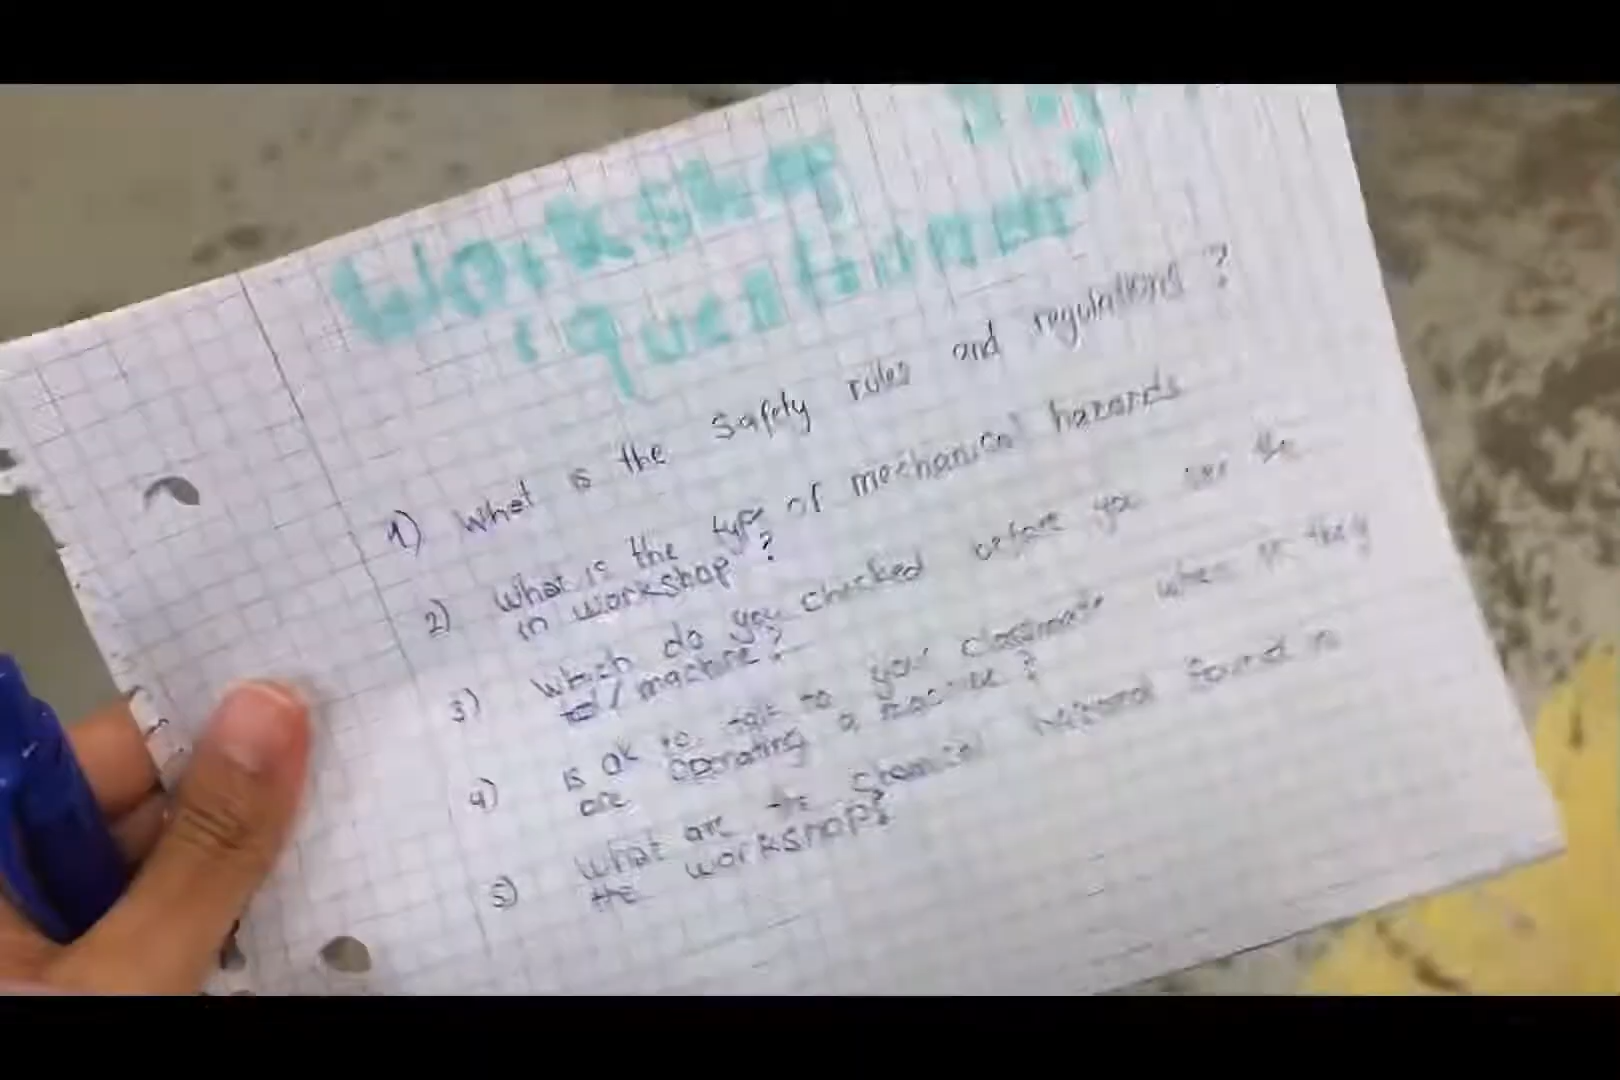 Workshop
1) What is the safety rules and regulations ?
2) What is the type of mechanical hazards
in workshop ?
3) Which do you checked before you use the
/ machine ?
4) is ok to talk to your classmate when they
are operating a machine ?
5) What are the chemical hazard found in
the workshop?